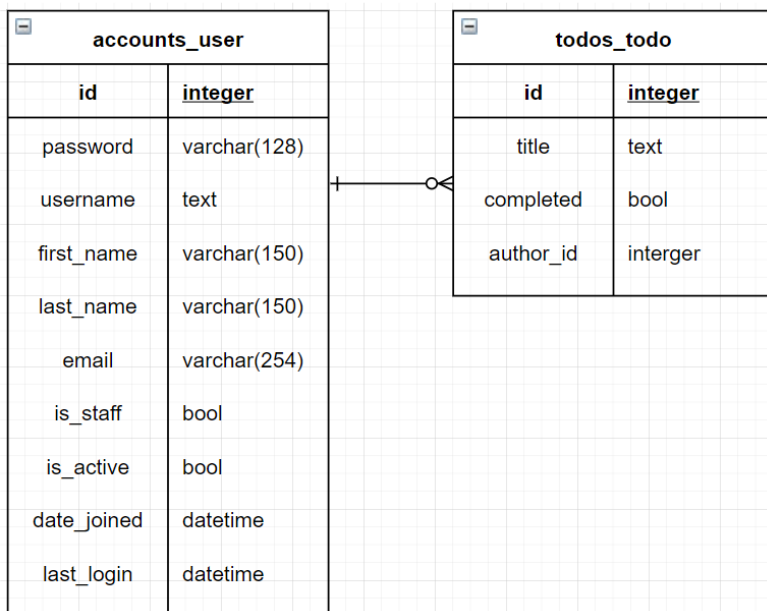 accounts_user
id integer
password varchar(128)
username text
first_name varchar(150)
last_name varchar(150)
email varchar(254)
is_staff bool
is_active bool
date_joined datetime
last_login datetime
todos_todo
id integer
title text
completed bool
author_id interger